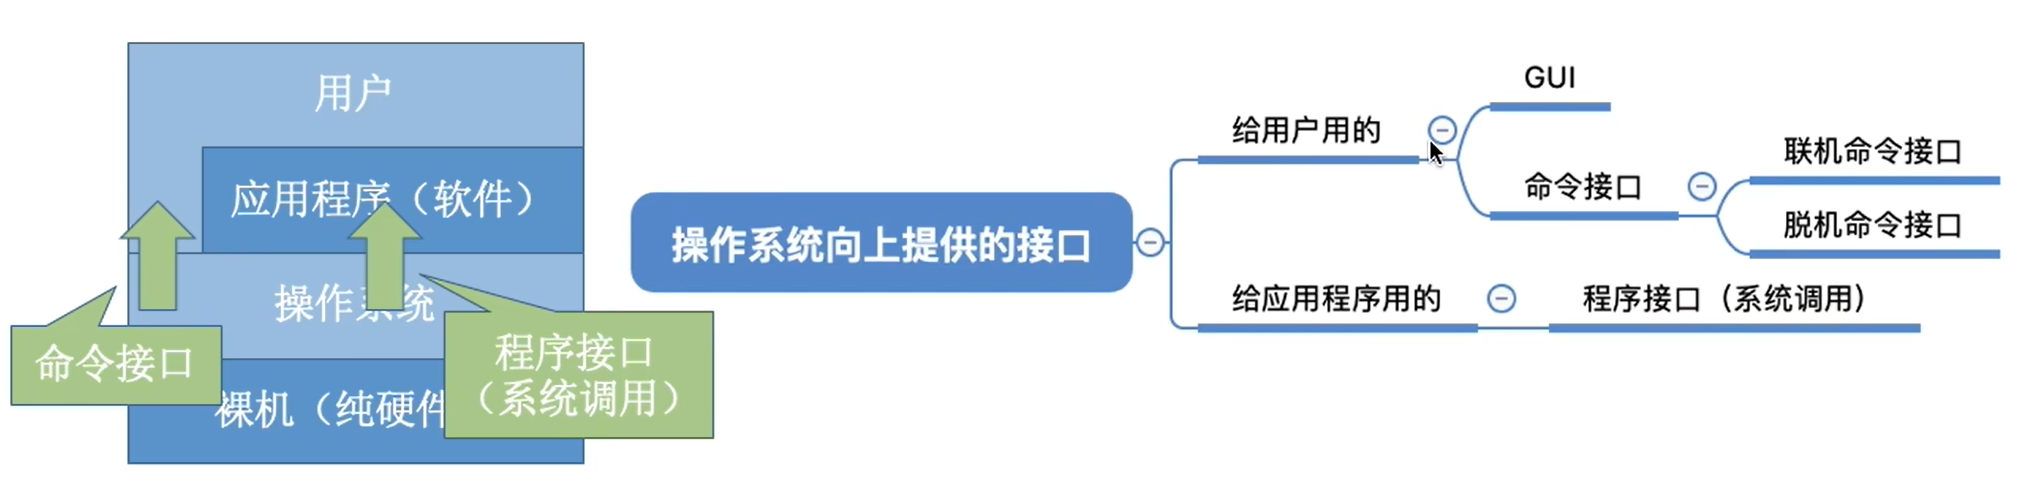 用户
应用程序（软件）
操作系统
命令接口
裸机（纯硬件
程序接口
（系统调用）
操作系统向上提供的接口
给用户用的
GUI
命令接口
联机命令接口
脱机命令接口
给应用程序用的
程序接口（系统调用）